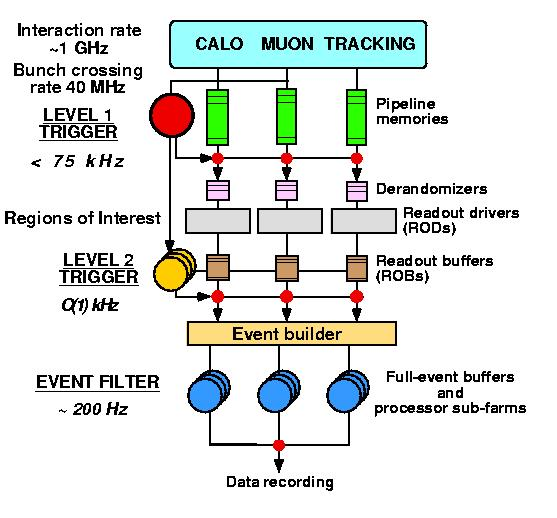 Interaction rate
~1 GHz
CALO MUON TRACKING
Bunch crossing
rate 40 MHz
LEVEL 1
TRIGGER
< 75 kHz
Pipeline
memories
Derandomizers
Regions of Interest
Readout drivers
(RODs)
LEVEL 2
TRIGGER
O(1) kHz
Readout buffers
(ROBs)
Event builder
EVENT FILTER
~ 200 Hz
Full-event buffers
and
processor sub-farms
Data recording